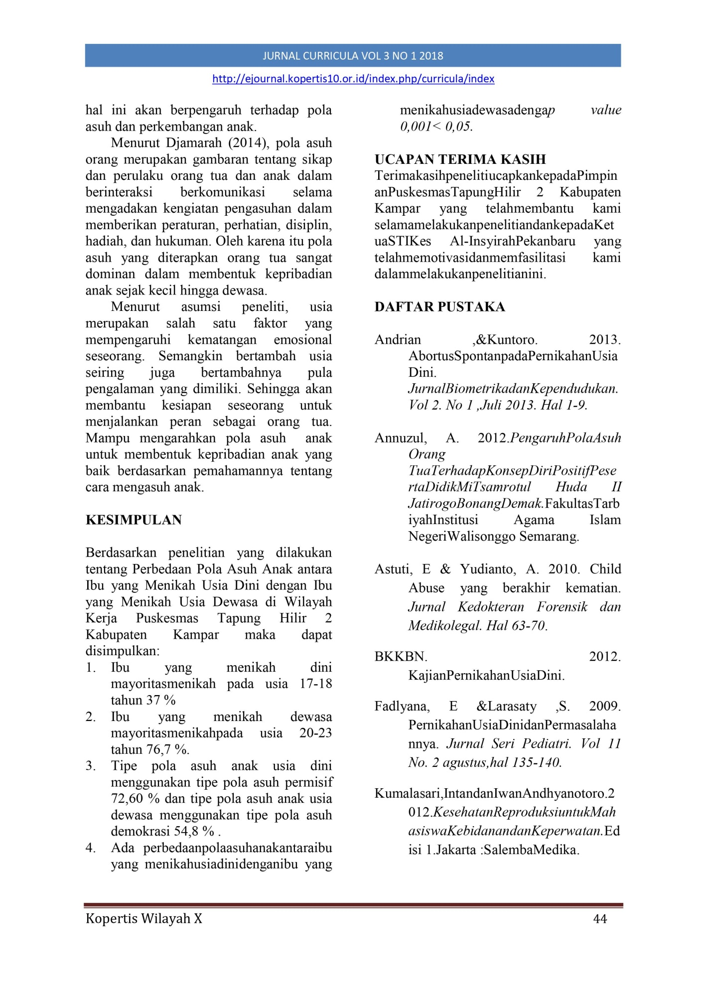 JURNAL CURRICULA VOL 3 NO 1 2018
http://ejournal.kopertis10.or.id/index.php/curricula/index
hal ini akan berpengaruh terhadap pola
asuh dan perkembangan anak.
Menurut Djamarah (2014), pola asuh
orang merupakan gambaran tentang sikap
dan perulaku orang tua dan anak dalam
berinteraksi berkomunikasi selama
mengadakan kengiatan pengasuhan dalam
memberikan peraturan, perhatian, disiplin,
hadiah, dan hukuman. Oleh karena itu pola
asuh yang diterapkan orang tua sangat
dominan dalam membentuk kepribadian
anak sejak kecil hingga dewasa.
Menurut asumsi peneliti, usia
merupakan salah satu faktor yang
mempengaruhi kematangan emosional
seseorang. Semangkin bertambah usia
seiring juga bertambahnya pula
pengalaman yang dimiliki. Sehingga akan
membantu kesiapan seseorang untuk
menjalankan peran sebagai orang tua.
Mampu mengarahkan pola asuh anak
untuk membentuk kepribadian anak yang
baik berdasarkan pemahamannya tentang
cara mengasuh anak.
KESIMPULAN
Berdasarkan penelitian yang dilakukan
tentang Perbedaan Pola Asuh Anak antara
Ibu yang Menikah Usia Dini dengan Ibu
yang Menikah Usia Dewasa di Wilayah
Kerja Puskesmas Tapung Hilir 2
Kabupaten Kampar maka dapat
disimpulkan:
1. Ibu yang menikah dini
mayoritasmenikah pada usia 17-18
tahun 37 %
2. Ibu yang menikah dewasa
mayoritasmenikahpada usia 20-23
tahun 76,7 %.
3. Tipe pola asuh anak usia dini
menggunakan tipe pola asuh permisif
72,60 % dan tipe pola asuh anak usia
dewasa menggunakan tipe pola asuh
demokrasi 54,8 % .
4. Ada perbedaanpolaasuhanakantaraibu
yang menikahusiadinidenganibu yang
menikahusiadewasadengap value
0,001< 0,05.
UCAPAN TERIMA KASIH
TerimakasihpenelitiucapkankepadaPimpin
anPuskesmasTapungHilir 2 Kabupaten
Kampar yang telahmembantu kami
selamamelakukanpenelitiandankepadaKet
uaSTIKes Al-InsyirahPekanbaru yang
telahmemotivasidanmemfasilitasi kami
dalammelakukanpenelitianini.
DAFTAR PUSTAKA
Andrian ,&Kuntoro. 2013.
AbortusSpontanpadaPernikahanUsia
Dini.
JurnalBiometrikadanKependudukan.
Vol 2. No 1 ,Juli 2013. Hal 1-9.
Annuzul, A. 2012.PengaruhPolaAsuh
Orang
TuaTerhadapKonsepDiriPositifPese
rtaDidikMiTsamrotul Huda II
JatirogoBonangDemak.FakultasTarb
iyahInstitusi Agama Islam
NegeriWalisonggo Semarang.
Astuti, E & Yudianto, A. 2010. Child
Abuse yang berakhir kematian.
Jurnal Kedokteran Forensik dan
Medikolegal. Hal 63-70.
BKKBN. 2012.
KajianPernikahanUsiaDini.
Fadlyana, E &Larasaty ,S. 2009.
PernikahanUsiaDinidanPermasalaha
nnya. Jurnal Seri Pediatri. Vol 11
No. 2 agustus,hal 135-140.
Kumalasari,IntandanIwanAndhyanotoro.2
012.KesehatanReproduksiuntukMah
asiswaKebidanandanKeperwatan.Ed
isi 1.Jakarta :SalembaMedika.
Kopertis Wilayah X 44